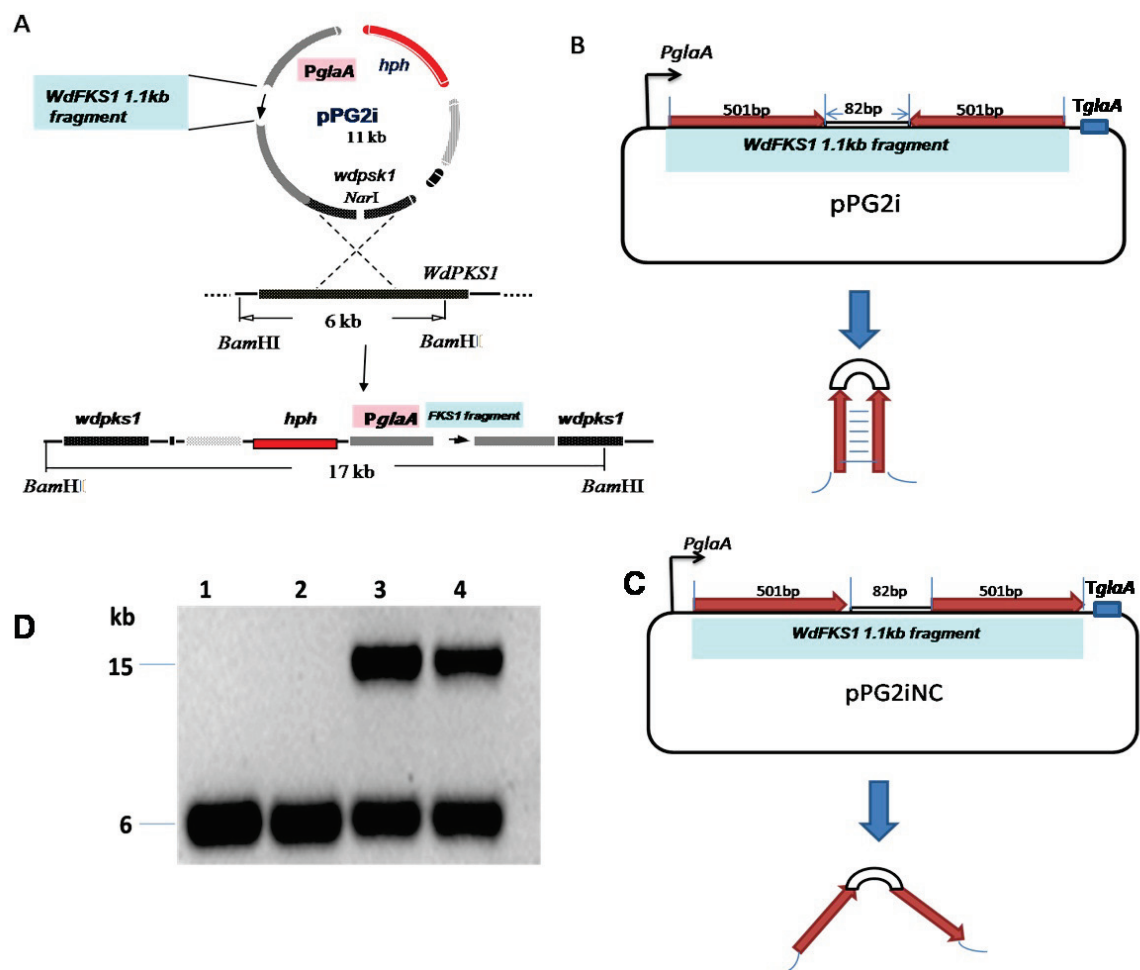 A
PglaA
hph
WdFKS1 1.1kb
fragment
pPG2i
11 kb
wdpsk1
NarI
WdPKS1
6 kb
BamHI
BamHI
wdpks1
hph
PglaA
FKS1 fragment
wdpks1
17 kb
BamHI
BamHI
B
PglaA
501bp
82bp
501bp
TglaA
WdFKS1 1.1kb fragment
pPG2i
C
PglaA
501bp
82bp
501bp
TglaA
WdFKS1 1.1kb fragment
pPG2iNC
D
1 2 3 4
kb
15
6